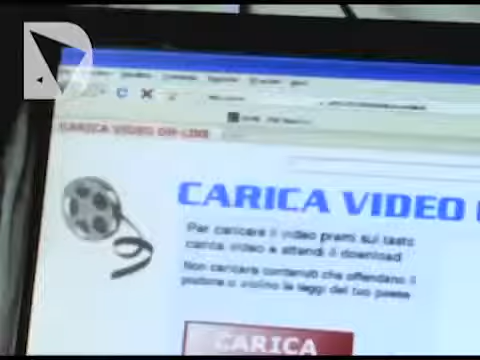 CARICA VIDEO ON-LINE
CARICA VIDEO
Per caricare il video premi sul tasto
carica video e attendi il download
Non caricare contenuti che offendano il
pudore o violino le leggi del tuo paese
CARICA